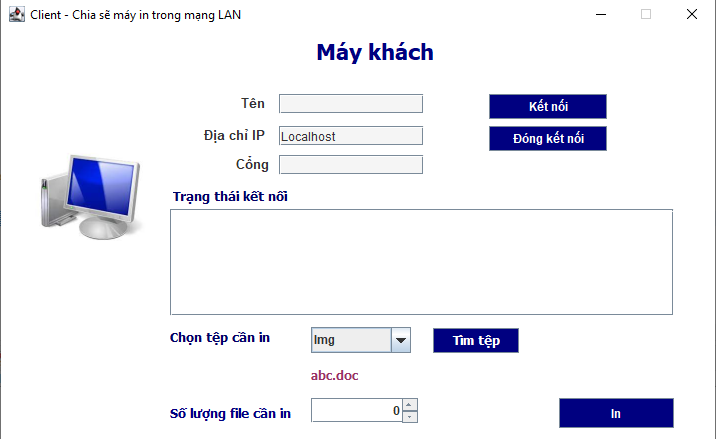 Client - Chia sẽ máy in trong mạng LAN
Máy khách
Tên
Kết nối
Địa chỉ IP
Localhost
Đóng kết nối
Cổng
Trạng thái kết nối
Chọn tệp cần in
Img
Tìm tệp
abc.doc
Số lượng file cần in
0
In